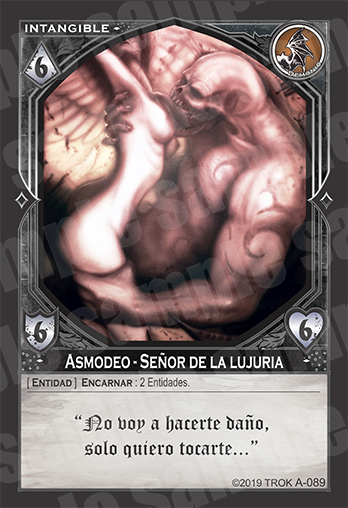 INTANGIBLE
6
DEMONIO
6
6
ASMODEO - SEÑOR DE LA LUJURIA
[ ENTIDAD ] ENCARNAR : 2 Entidades.
“No voy a hacerte daño,
solo quiero tocarte...”
©2019 TROK A-089